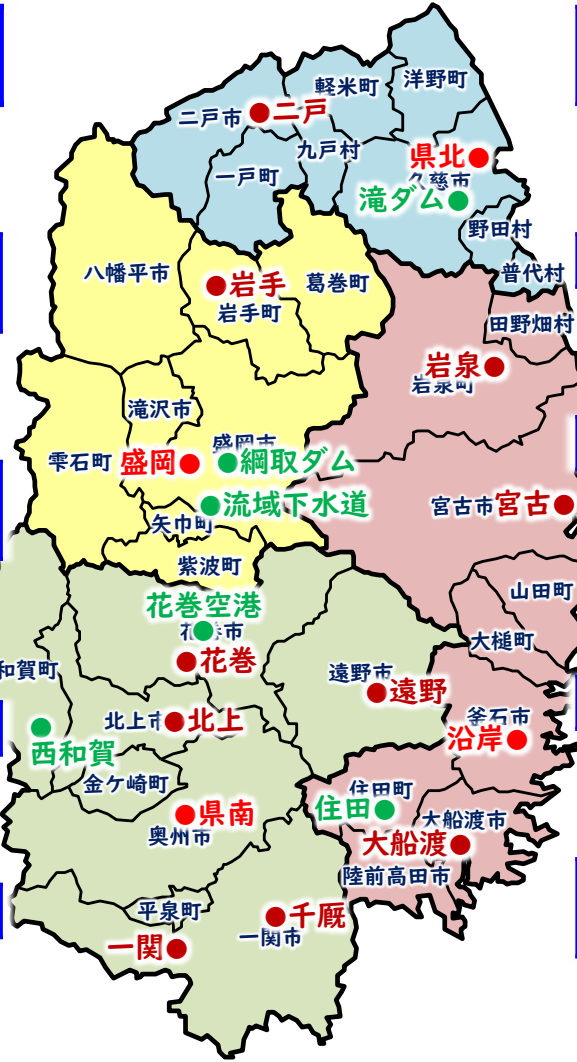 洋野町
軽米町
二戸市
二戸
九戸村
県北
久慈市
一戸町
滝ダム
野田村
普代村
八幡平市
岩手
葛巻町
岩手町
田野畑村
岩泉
岩泉町
滝沢市
盛岡市
雫石町
盛岡
綱取ダム
流域下水道
宮古市
宮古
矢巾町
紫波町
山田町
花巻空港
花巻市
大槌町
花巻
和賀町
遠野市
遠野
北上市
北上
釜石市
沿岸
西和賀
金ケ崎町
住田町
住田
県南
奥州市
大船渡市
大船渡
陸前高田市
平泉町
千厩
一関市
一関